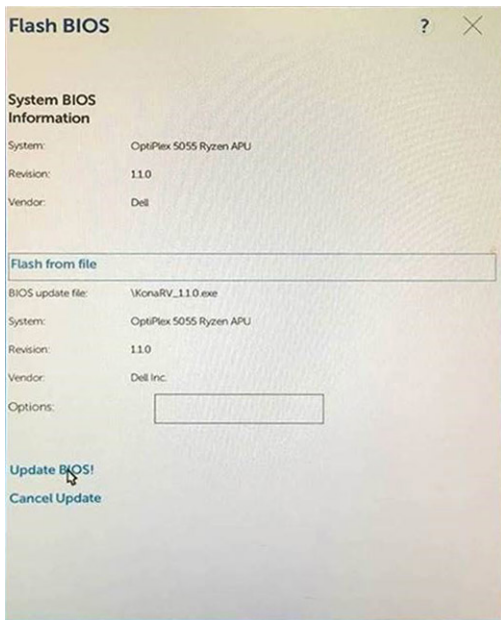 Flash BIOS
?
System BIOS
Information
System: OptiPlex 5055 Ryzen APU
Revision: 1.1.0
Vendor: Dell
Flash from file
BIOS update file: \KonaRV_1.1.0.exe
System: OptiPlex 5055 Ryzen APU
Revision: 1.1.0
Vendor: Dell Inc.
Options:
Update BIOS!
Cancel Update